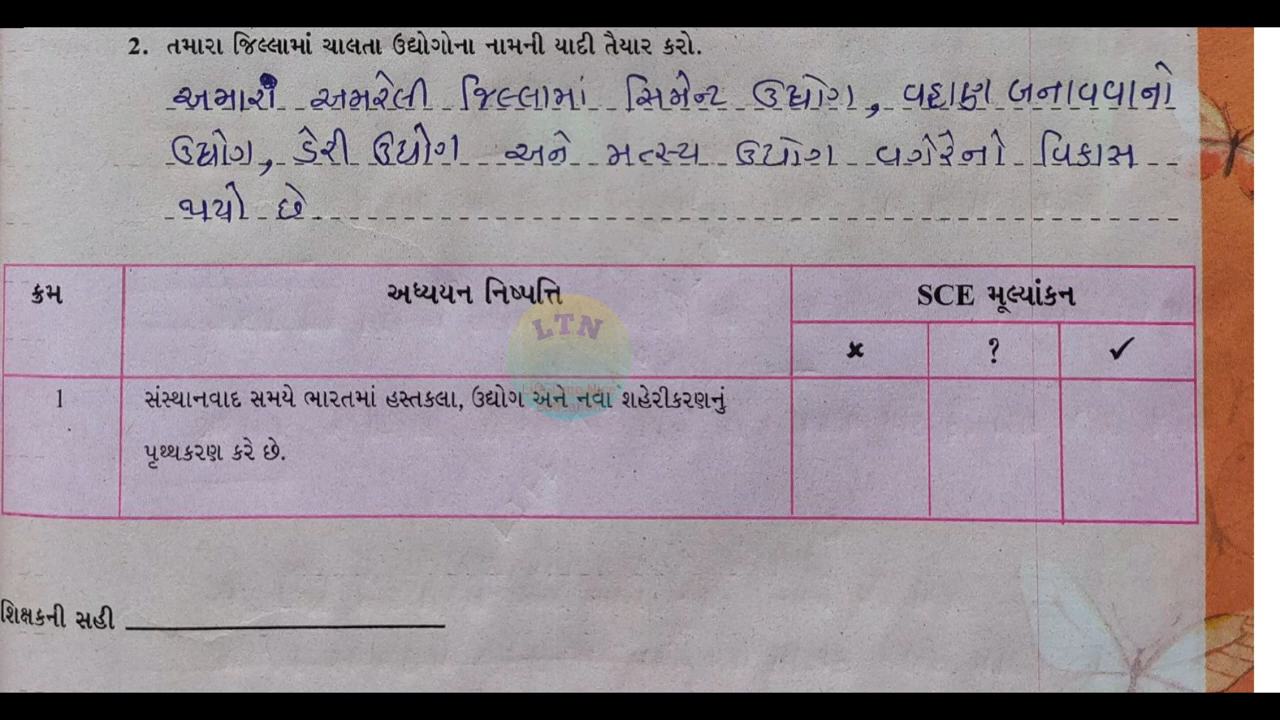 2. તમારા જિલ્લામાં ચાલતા ઉદ્યોગોના નામની યાદી તૈયાર કરો.
અમારા અમરેલી જિલ્લામાં સિમેન્ટ ઉદ્યોગ, વહાણ બનાવવાનો
ઉદ્યોગ, ડેરી ઉદ્યોગ અને મત્સ્ય ઉદ્યોગ વગેરેનો વિકાસ
થયો છે.
ક્રમ અધ્યયન નિષ્પત્તિ SCE મૂલ્યાંકન
✗ ? ✓
LTN
1 સંસ્થાનવાદ સમયે ભારતમાં હસ્તકલા, ઉદ્યોગ અને નવા શહેરીકરણનું
પૃથ્થકરણ કરે છે.
શિક્ષકની સહી